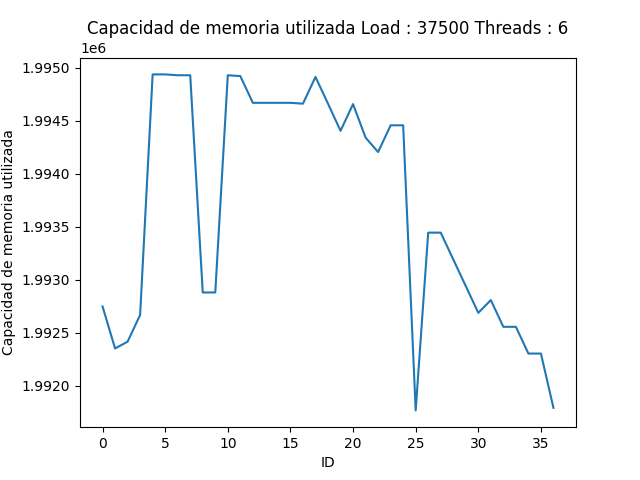 Capacidad de memoria utilizada Load : 37500 Threads : 6
1e6
1.9950
1.9945
1.9940
1.9935
1.9930
1.9925
1.9920
Capacidad de memoria utilizada
0 5 10 15 20 25 30 35
ID